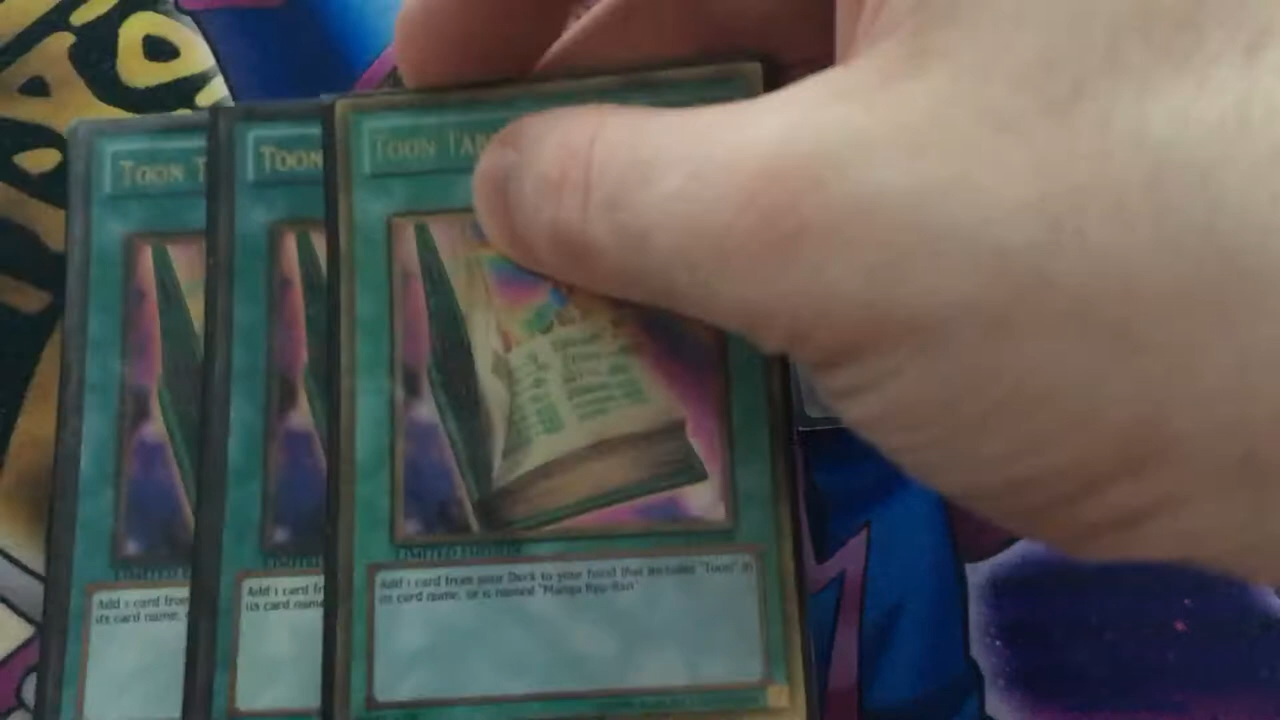 TOON T
TOON
TOON TAB
LIMITED EDITION
Add 1 card from
its card name,
Add 1 card fr
its card name
Add 1 card from your Deck to your hand that includes "Toon" in
its card name, or is named "Manga Ryu-Ran".